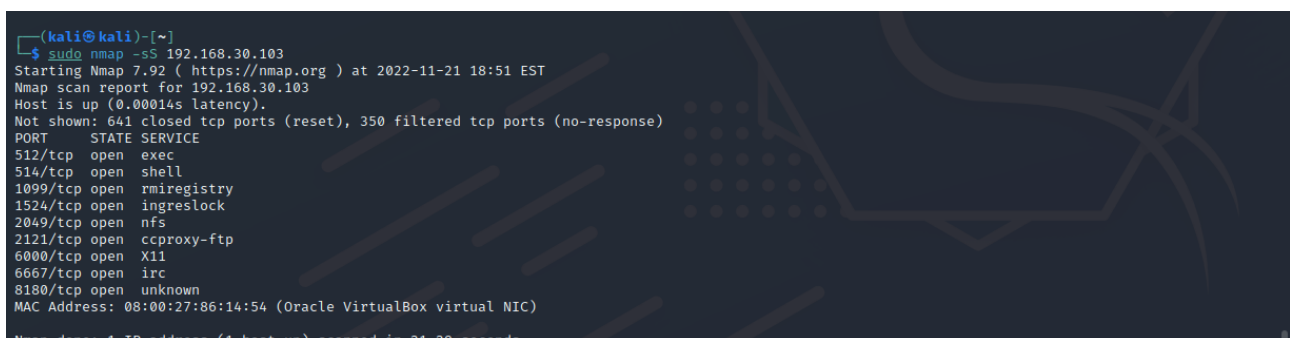 ┌──(kali㉿kali)-[~]
└─$ sudo nmap -sS 192.168.30.103
Starting Nmap 7.92 ( https://nmap.org ) at 2022-11-21 18:51 EST
Nmap scan report for 192.168.30.103
Host is up (0.00014s latency).
Not shown: 641 closed tcp ports (reset), 350 filtered tcp ports (no-response)
PORT     STATE SERVICE
512/tcp  open  exec
514/tcp  open  shell
1099/tcp open  rmiregistry
1524/tcp open  ingreslock
2049/tcp open  nfs
2121/tcp open  ccproxy-ftp
6000/tcp open  X11
6667/tcp open  irc
8180/tcp open  unknown
MAC Address: 08:00:27:86:14:54 (Oracle VirtualBox virtual NIC)